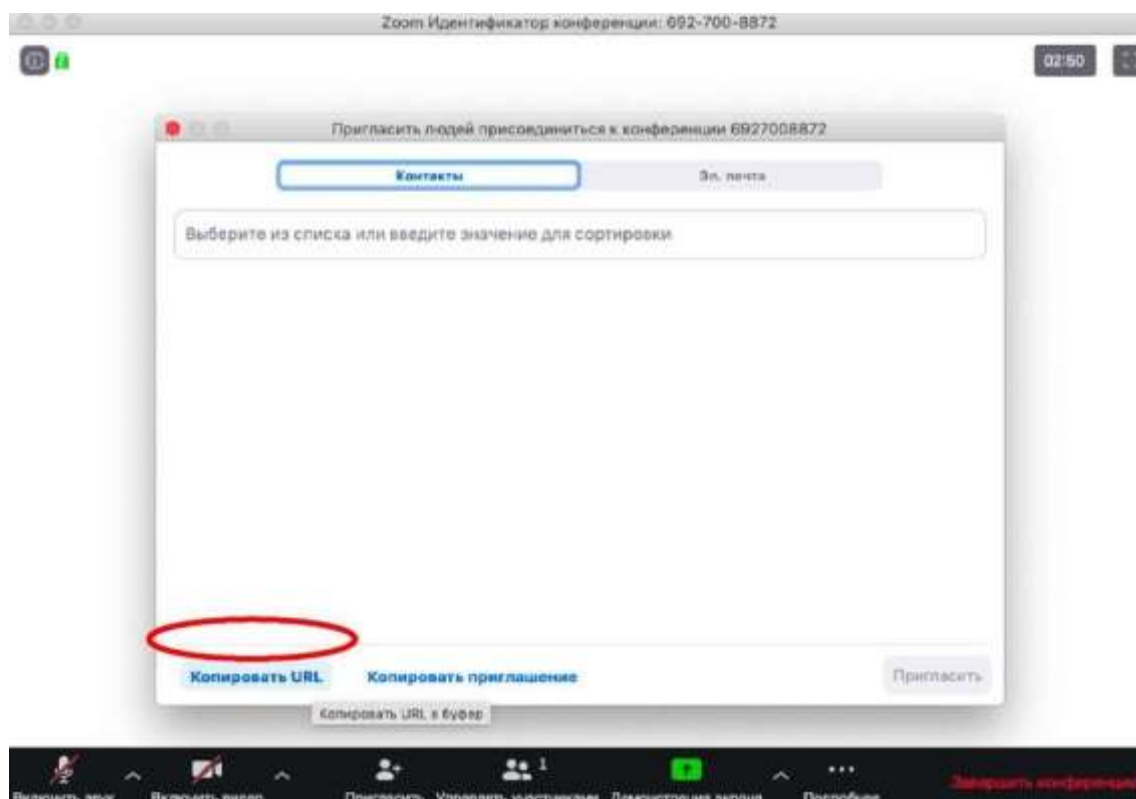 Zoom Идентификатор конференции: 692-700-8872
02:50
Пригласить людей присоединиться к конференции 6927008872
Контакты Эл. почта
Выберите из списка или введите значение для сортировки
Копировать URL Копировать приглашение Пригласить
Копировать URL в буфер
1
Включить звук Включить видео Пригласить Управлять участниками Демонстрация экрана Подробнее Завершить конференцию